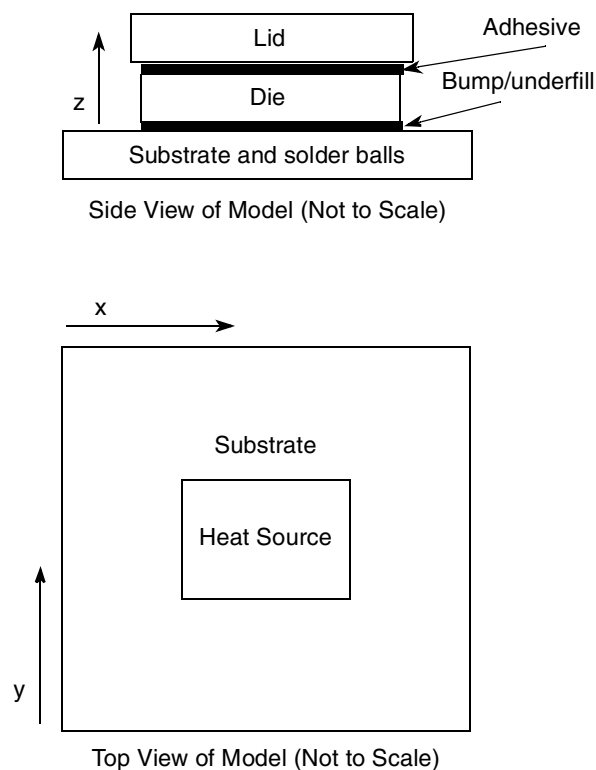 Lid
Adhesive
z
Die
Bump/underfill
Substrate and solder balls
Side View of Model (Not to Scale)
x
Substrate
Heat Source
y
Top View of Model (Not to Scale)